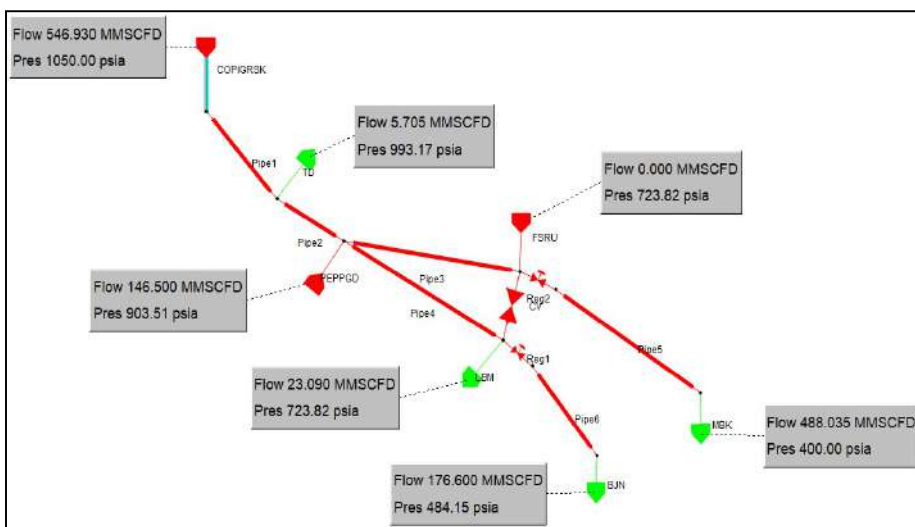 Flow 546.930 MMSCFD
Pres 1050.00 psia
COPIGRSK
Flow 5.705 MMSCFD
Pres 993.17 psia
TD
Pipe1
Flow 0.000 MMSCFD
Pres 723.82 psia
FSRU
Pipe2
PEPPGD
Flow 146.500 MMSCFD
Pres 903.51 psia
Pipe3
Pipe4
Reg2
CV
Pipe5
Reg1
Flow 23.090 MMSCFD
Pres 723.82 psia
Pipe6
MBK
Flow 488.035 MMSCFD
Pres 400.00 psia
Flow 176.600 MMSCFD
Pres 484.15 psia
BJN